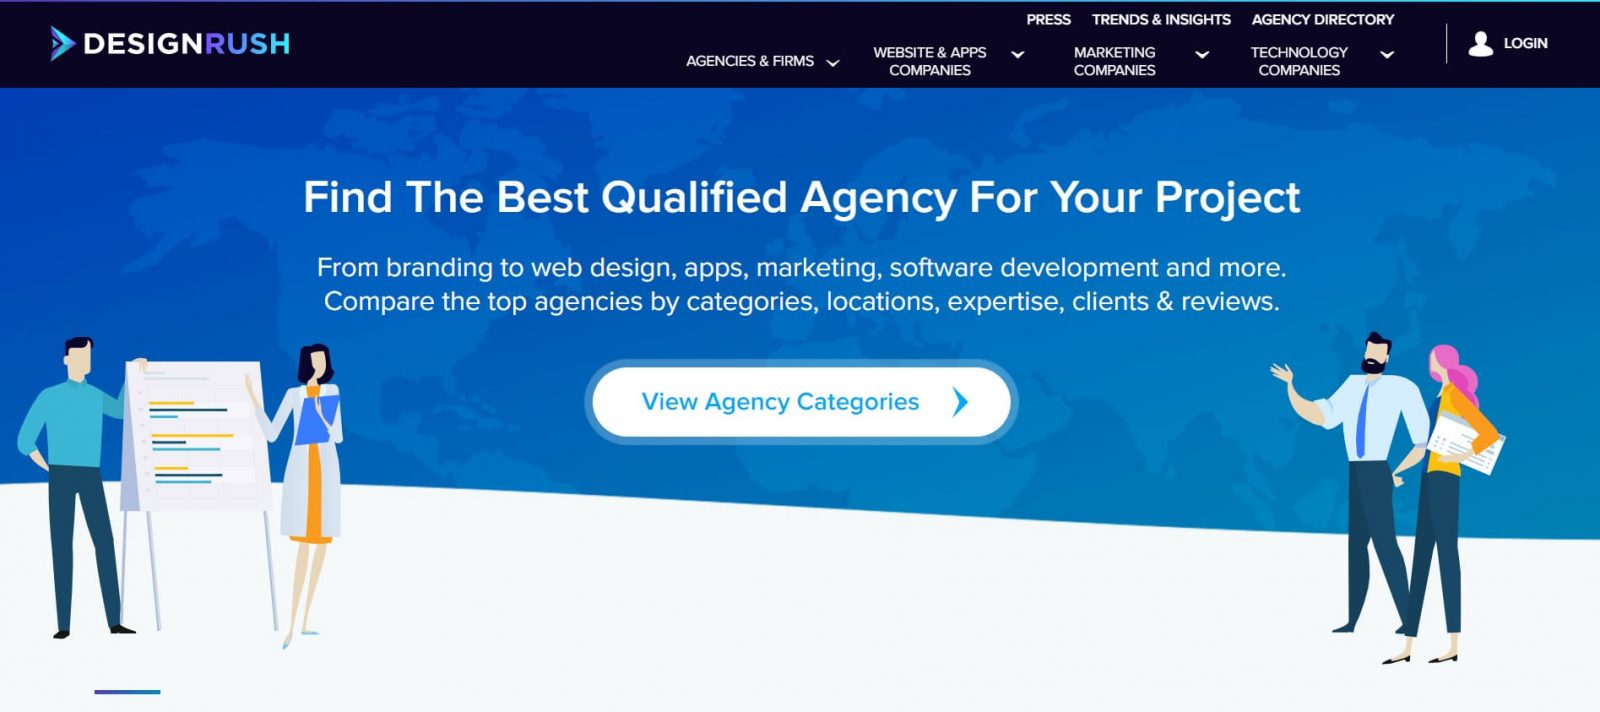 DESIGNRUSH
PRESS TRENDS & INSIGHTS AGENCY DIRECTORY
AGENCIES & FIRMS
WEBSITE & APPS
COMPANIES
MARKETING
COMPANIES
TECHNOLOGY
COMPANIES
LOGIN
Find The Best Qualified Agency For Your Project
From branding to web design, apps, marketing, software development and more.
Compare the top agencies by categories, locations, expertise, clients & reviews.
View Agency Categories